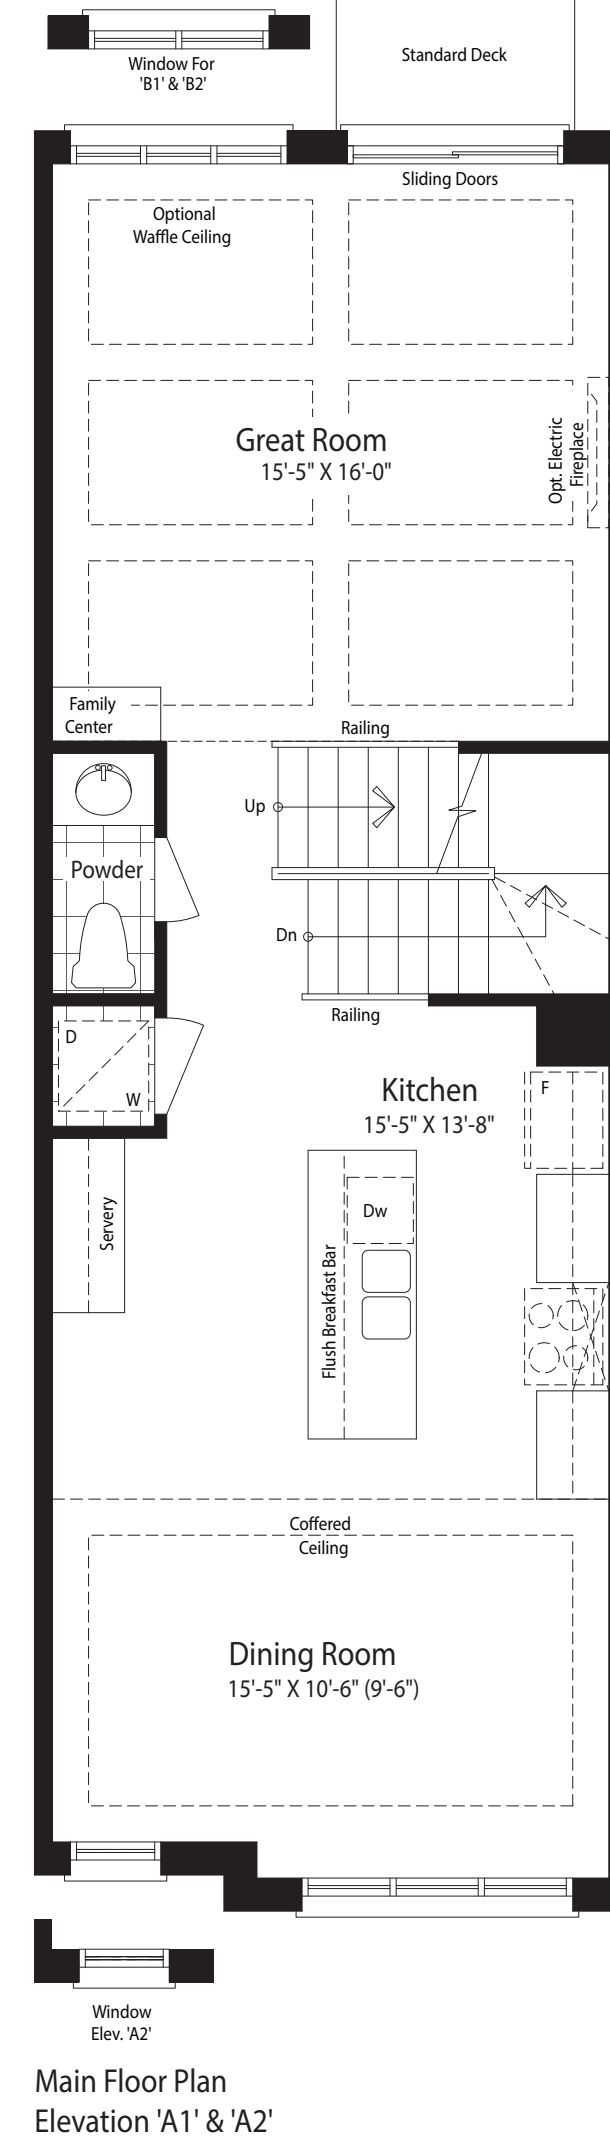 Window For
'B1' & 'B2'
Standard Deck
Sliding Doors
Optional
Waffle Ceiling
Great Room
15'-5" X 16'-0"
Opt. Electric
Fireplace
Family
Center
Railing
Up
Powder
Dn
Railing
D
W
Kitchen
15'-5" X 13'-8"
F
Servery
Dw
Flush Breakfast Bar
Coffered
Ceiling
Dining Room
15'-5" X 10'-6" (9'-6")
Window
Elev. 'A2'
Main Floor Plan
Elevation 'A1' & 'A2'